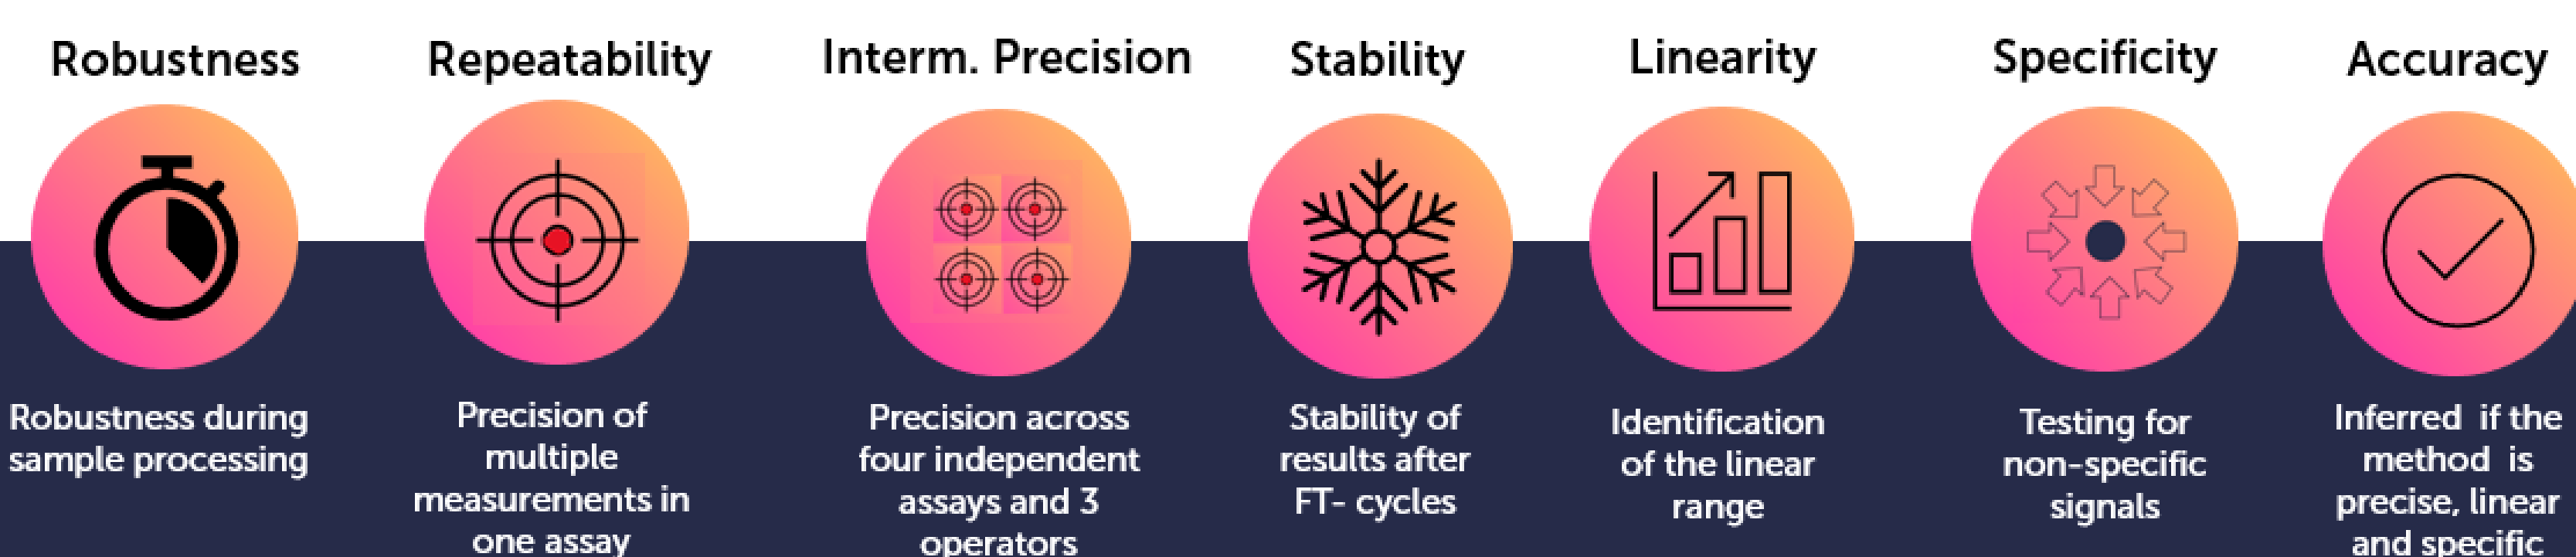 Robustness
Repeatability
Interm. Precision
Stability
Linearity
Specificity
Accuracy
Robustness during
sample processing
Precision of
multiple
measurements in
one assay
Precision across
four independent
assays and 3
operators
Stability of
results after
FT- cycles
Identification
of the linear
range
Testing for
non-specific
signals
Inferred if the
method is
precise, linear
and specific